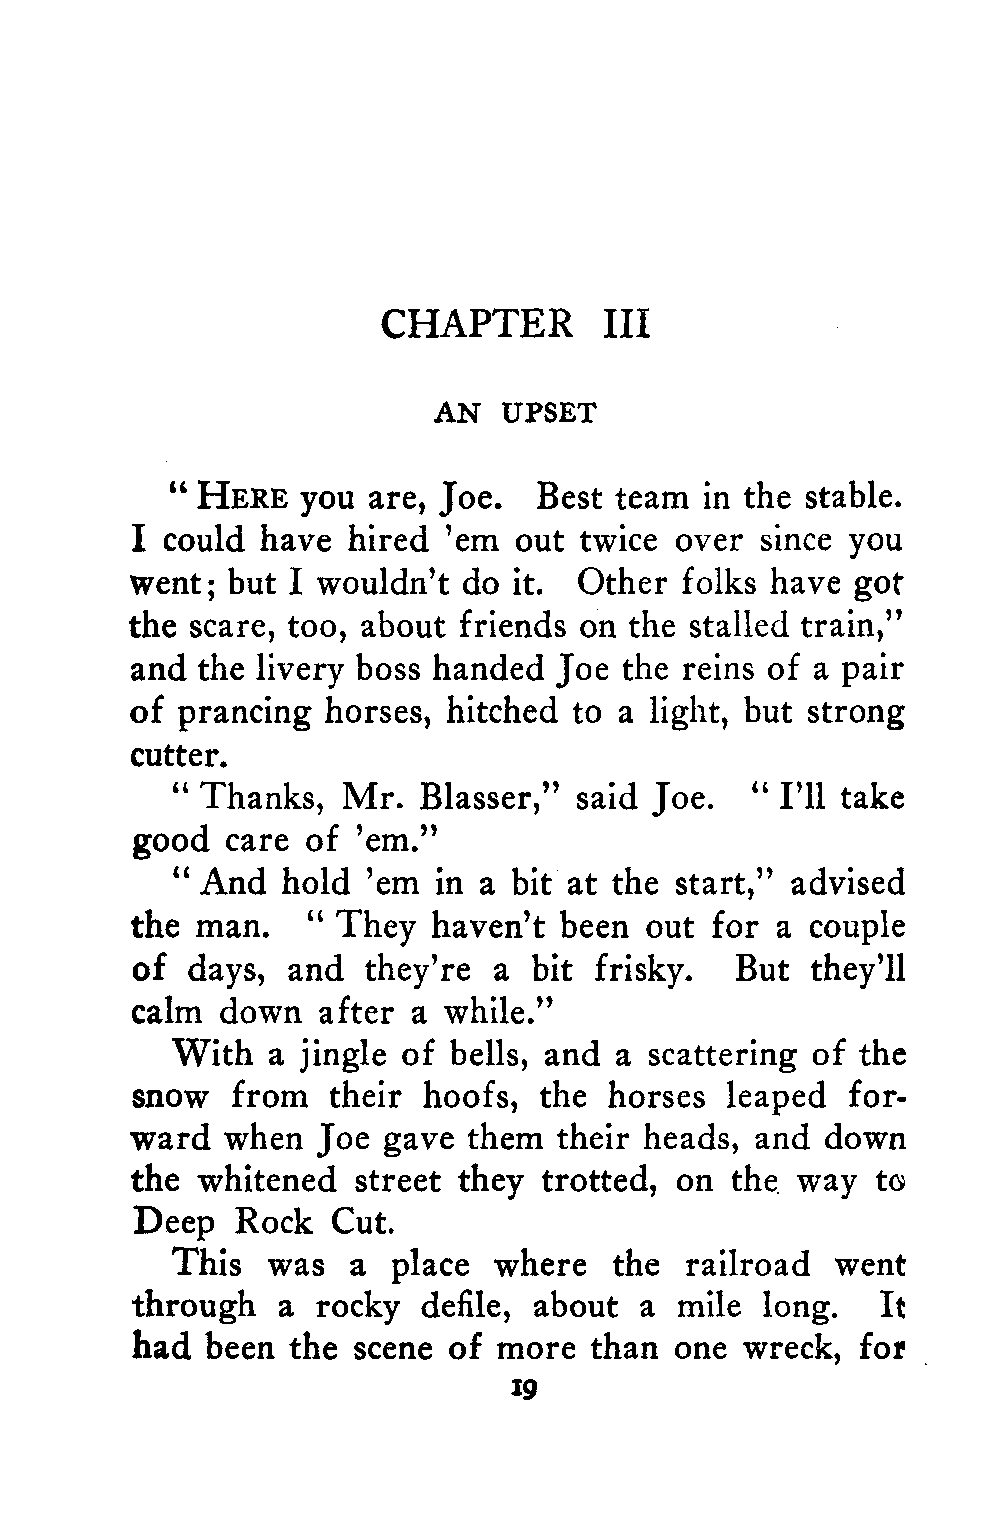 CHAPTER III
AN UPSET
“ HERE you are, Joe. Best team in the stable.
I could have hired ’em out twice over since you
went; but I wouldn’t do it. Other folks have got
the scare, too, about friends on the stalled train,”
and the livery boss handed Joe the reins of a pair
of prancing horses, hitched to a light, but strong
cutter.
“ Thanks, Mr. Blasser,” said Joe. “ I’ll take
good care of ’em.”
“ And hold ’em in a bit at the start,” advised
the man. “ They haven’t been out for a couple
of days, and they’re a bit frisky. But they’ll
calm down after a while.”
With a jingle of bells, and a scattering of the
snow from their hoofs, the horses leaped for-
ward when Joe gave them their heads, and down
the whitened street they trotted, on the way to
Deep Rock Cut.
This was a place where the railroad went
through a rocky defile, about a mile long. It
had been the scene of more than one wreck, for
19